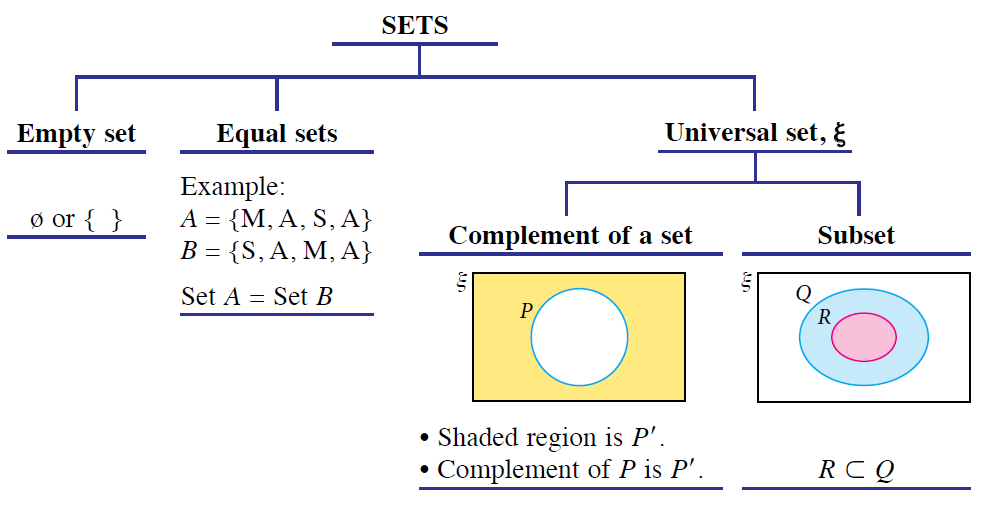 SETS
Empty set
ø or { }
Equal sets
Example:
A = {M, A, S, A}
B = {S, A, M, A}
Set A = Set B
Universal set, ξ
Complement of a set
ξ
P
• Shaded region is P′.
• Complement of P is P′.
Subset
ξ
Q
R
R ⊂ Q